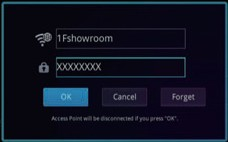 1Fshowroom
XXXXXXXX
OK
Cancel
Forget
Access Point will be disconnected if you press "OK".